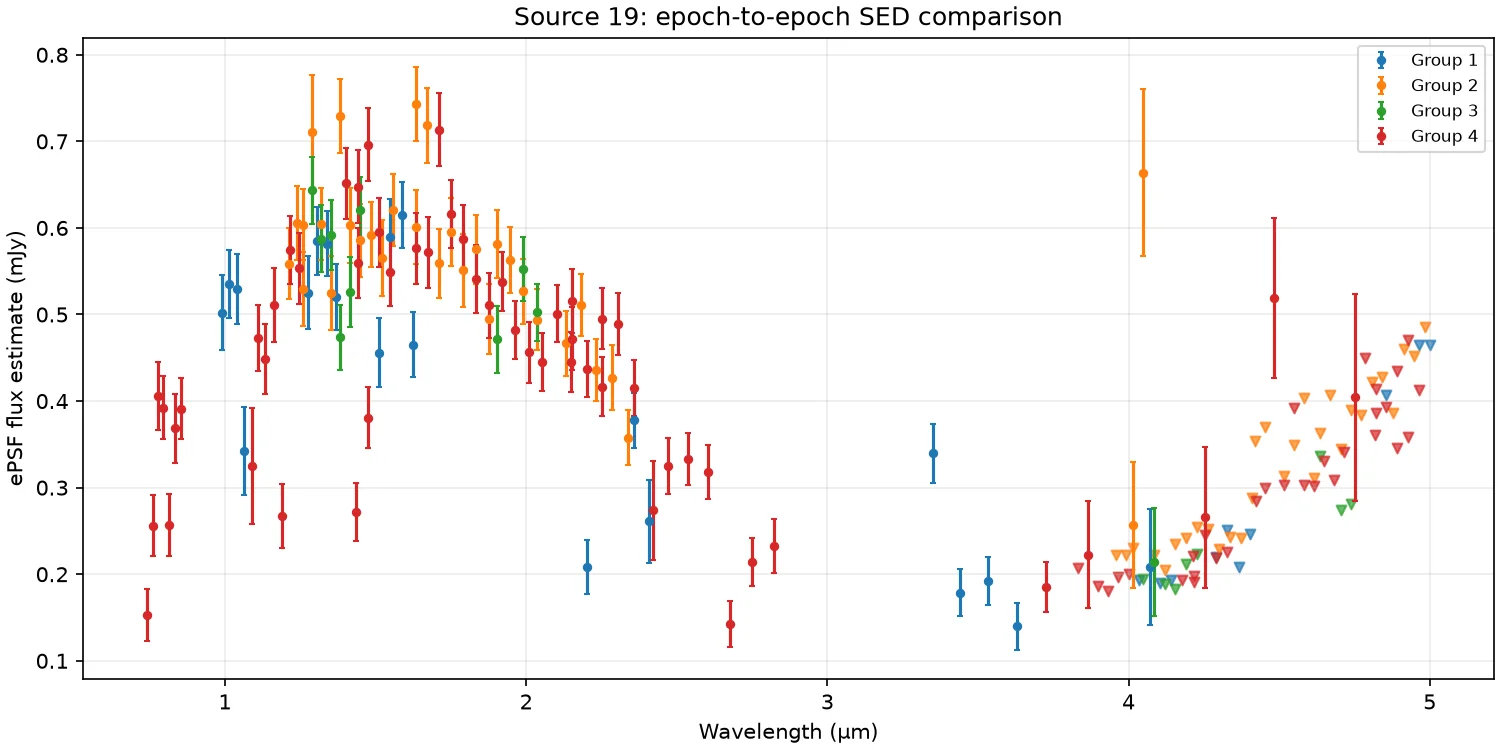 Source 19: epoch-to-epoch SED comparison
ePSF flux estimate (mJy)
0.8
0.7
0.6
0.5
0.4
0.3
0.2
0.1
Group 1
Group 2
Group 3
Group 4
1 2 3 4 5
Wavelength (μm)